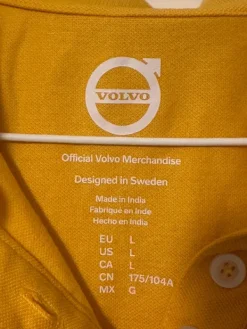 VOLVO
Official Volvo Merchandise
Designed in Sweden
Made in India
Fabriqué en Inde
Hecho en India
EU L
US L
CA L
CN 175/104A
MX G